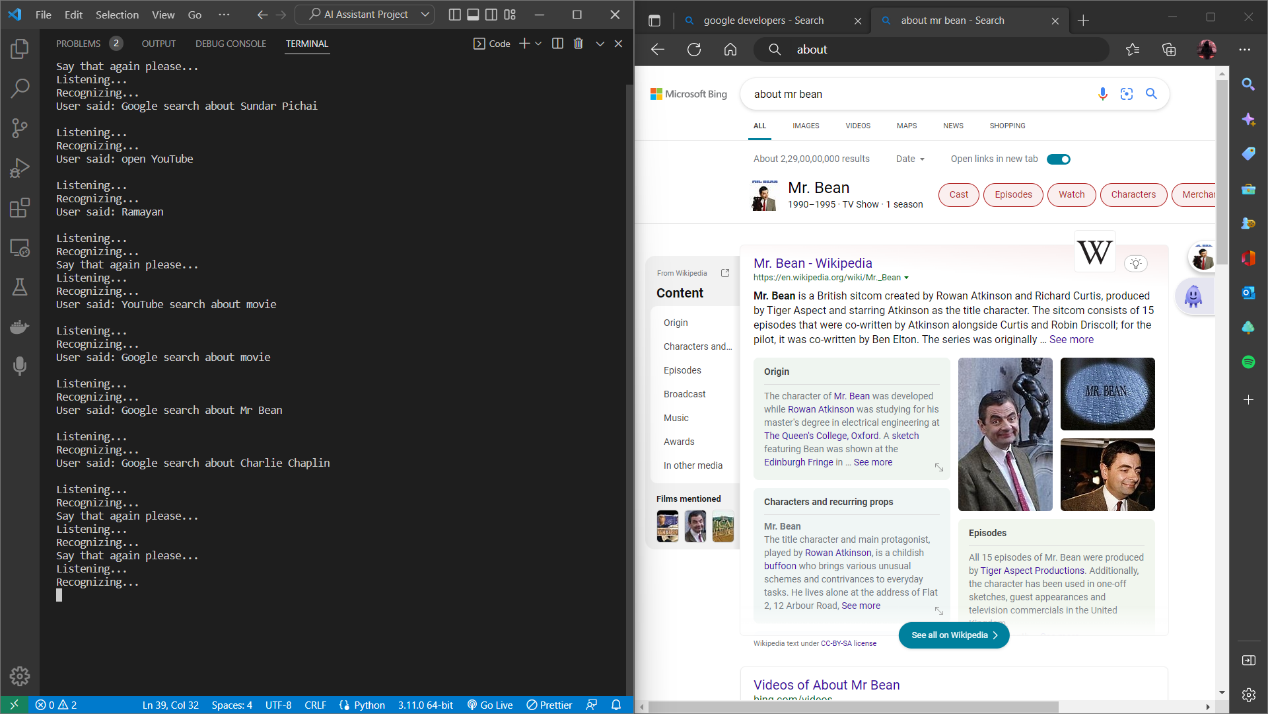 File Edit Selection View Go ··· AI Assistant Project
PROBLEMS 2 OUTPUT DEBUG CONSOLE TERMINAL Code
Say that again please...
Listening...
Recognizing...
User said: Google search about Sundar Pichai
Listening...
Recognizing...
User said: open YouTube
Listening...
Recognizing...
User said: Ramayan
Listening...
Recognizing...
Say that again please...
Listening...
Recognizing...
User said: YouTube search about movie
Listening...
Recognizing...
User said: Google search about movie
Listening...
Recognizing...
User said: Google search about Mr Bean
Listening...
Recognizing...
User said: Google search about Charlie Chaplin
Listening...
Recognizing...
Say that again please...
Listening...
Recognizing...
Say that again please...
Listening...
Recognizing...
0 2 Ln 39, Col 32 Spaces: 4 UTF-8 CRLF Python 3.11.0 64-bit Go Live Prettier
google developers - Search
about mr bean - Search
about
Microsoft Bing
about mr bean
ALL IMAGES VIDEOS MAPS NEWS SHOPPING
About 2,29,00,00,000 results Date Open links in new tab
Mr. Bean
1990–1995 · TV Show · 1 season
Cast Episodes Watch Characters Merchan
From Wikipedia
Content
Origin
Characters and...
Episodes
Broadcast
Music
Awards
In other media
Films mentioned
W
Mr. Bean - Wikipedia
https://en.wikipedia.org/wiki/Mr._Bean
Mr. Bean is a British sitcom created by Rowan Atkinson and Richard Curtis, produced
by Tiger Aspect and starring Atkinson as the title character. The sitcom consists of 15
episodes that were co-written by Atkinson alongside Curtis and Robin Driscoll; for the
pilot, it was co-written by Ben Elton. The series was originally ... See more
Origin
The character of Mr. Bean was developed
while Rowan Atkinson was studying for his
master's degree in electrical engineering at
The Queen's College, Oxford. A sketch
featuring Bean was shown at the
Edinburgh Fringe in ... See more
MR BEAN
Characters and recurring props
Mr. Bean
The title character and main protagonist,
played by Rowan Atkinson, is a childish
buffoon who brings various unusual
schemes and contrivances to everyday
tasks. He lives alone at the address of Flat
2, 12 Arbour Road, See more
Episodes
All 15 episodes of Mr. Bean were produced
by Tiger Aspect Productions. Additionally,
the character has been used in one-off
sketches, guest appearances and
television commercials in the United
See all on Wikipedia
Wikipedia text under CC-BY-SA license
Videos of About Mr Bean
bing.com/videos